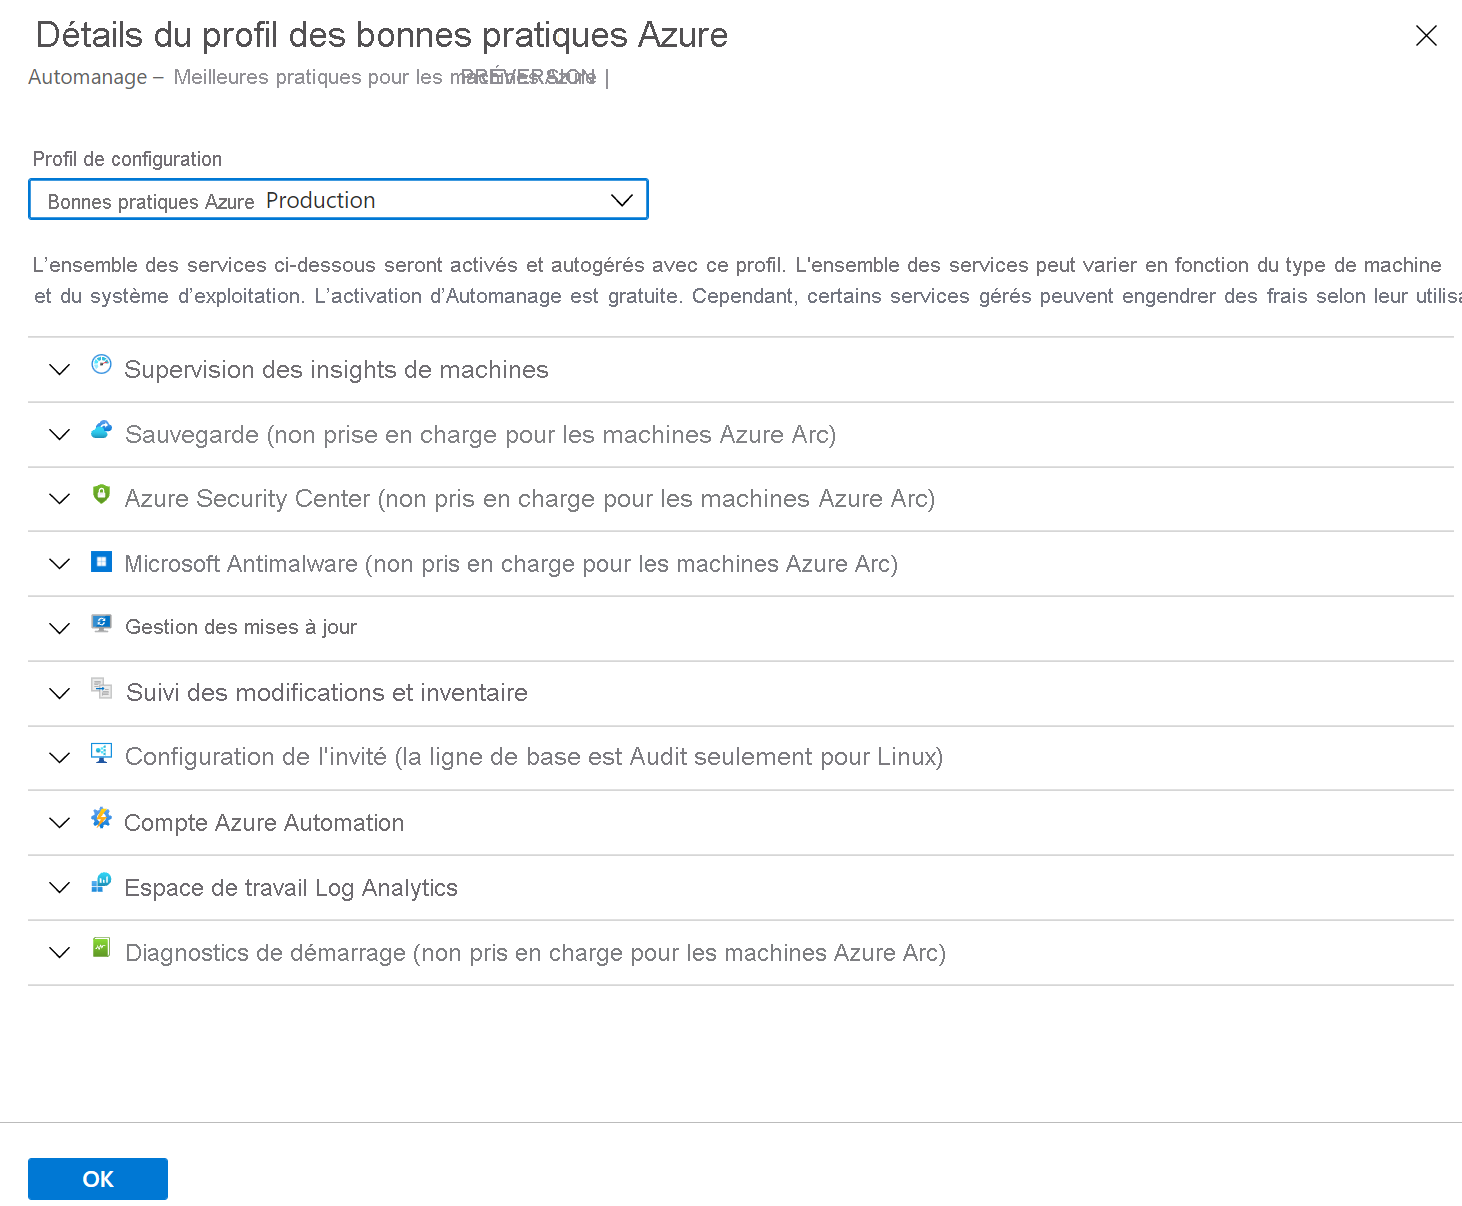 Détails du profil des bonnes pratiques Azure
Automanage – Meilleures pratiques pour les machines Azure PRÉVERSION |
Profil de configuration
Bonnes pratiques Azure Production
L’ensemble des services ci-dessous seront activés et autogérés avec ce profil. L'ensemble des services peut varier en fonction du type de machine
et du système d’exploitation. L’activation d’Automanage est gratuite. Cependant, certains services gérés peuvent engendrer des frais selon leur utilisa
Supervision des insights de machines
Sauvegarde (non prise en charge pour les machines Azure Arc)
Azure Security Center (non pris en charge pour les machines Azure Arc)
Microsoft Antimalware (non pris en charge pour les machines Azure Arc)
Gestion des mises à jour
Suivi des modifications et inventaire
Configuration de l'invité (la ligne de base est Audit seulement pour Linux)
Compte Azure Automation
Espace de travail Log Analytics
Diagnostics de démarrage (non pris en charge pour les machines Azure Arc)
OK